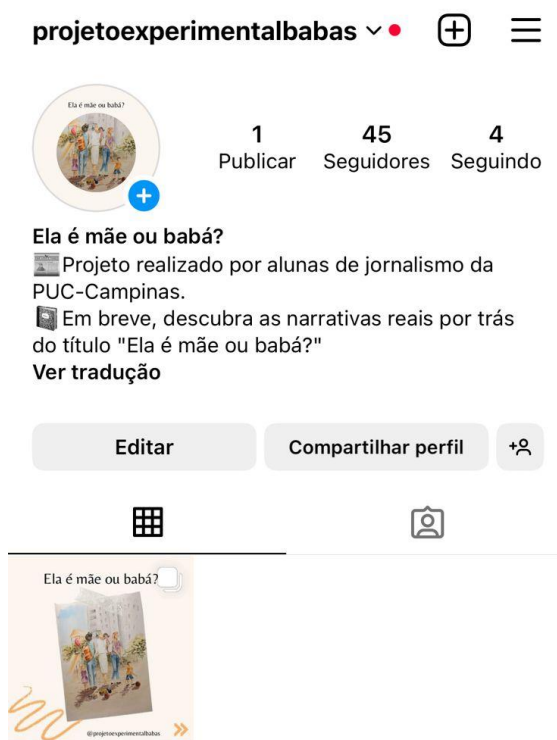 projetoexperimentalbabas
Ela é mãe ou babá?
1
45
4
Publicar
Seguidores
Seguindo
Ela é mãe ou babá?
Projeto realizado por alunas de jornalismo da
PUC-Campinas.
Em breve, descubra as narrativas reais por trás
do título "Ela é mãe ou babá?"
Ver tradução
Editar
Compartilhar perfil
Ela é mãe ou babá?
@projetoexperimentalbabas